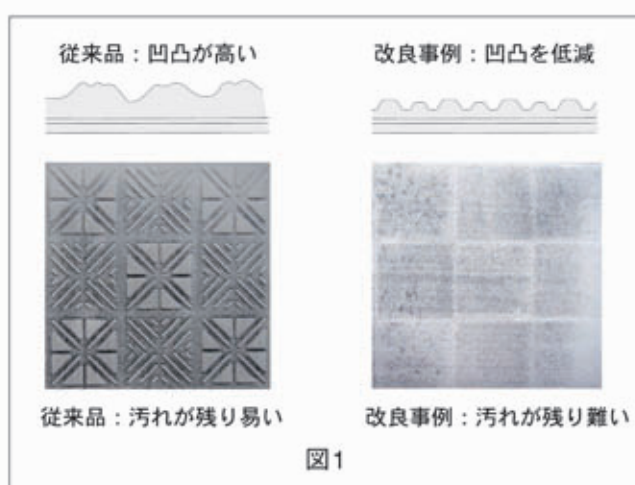 従来品：凹凸が高い
改良事例：凹凸を低減
従来品：汚れが残り易い
改良事例：汚れが残り難い
図1